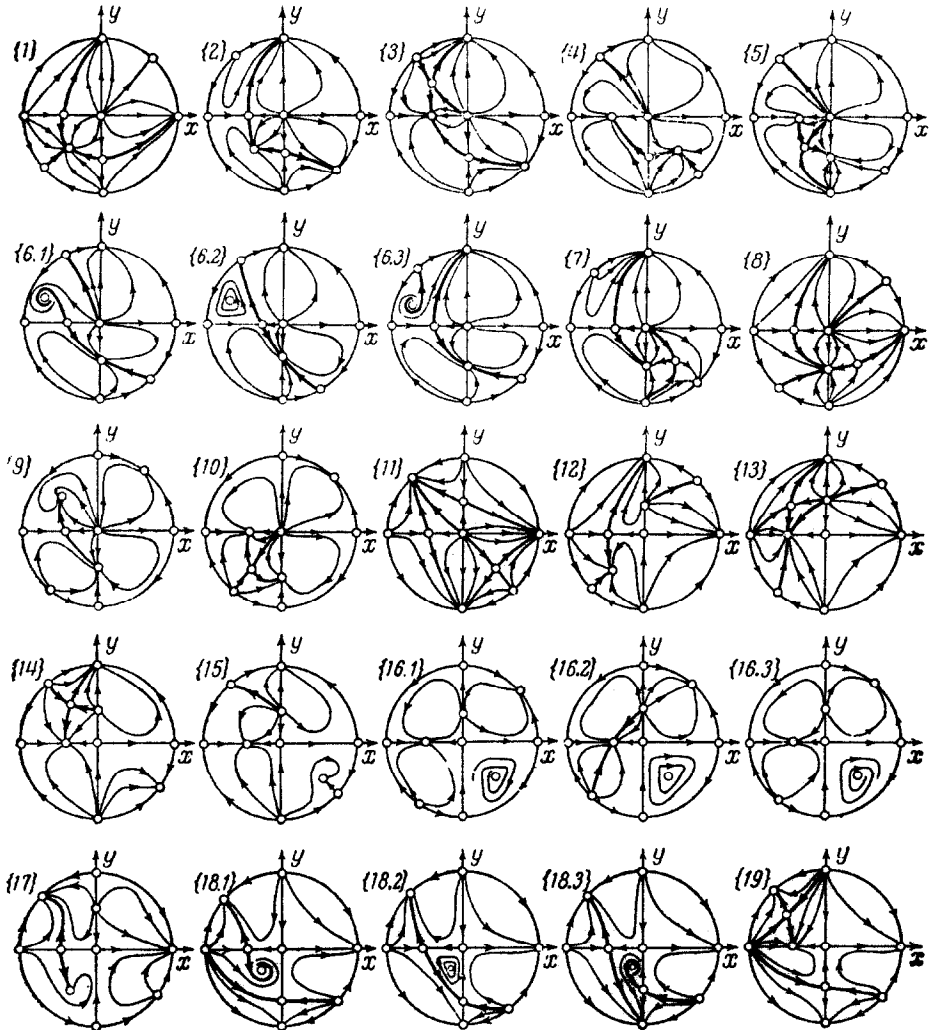 y y y y y
{1} {2} {3} {4} {5}
x x x x x
y y y y y
{6.1} {6.2} {6.3} {7} {8}
x x x x x
y y y y y
{9} {10} {11} {12} {13}
x x x x x
y y y y y
{14} {15} {16.1} {16.2} {16.3}
x x x x x
y y y y y
{17} {18.1} {18.2} {18.3} {19}
x x x x x